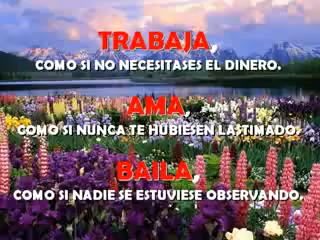 TRABAJA,
COMO SI NO NECESITASES EL DINERO.
AMA,
COMO SI NUNCA TE HUBIESEN LASTIMADO.
BAILA,
COMO SI NADIE SE ESTUVIESE OBSERVANDO.